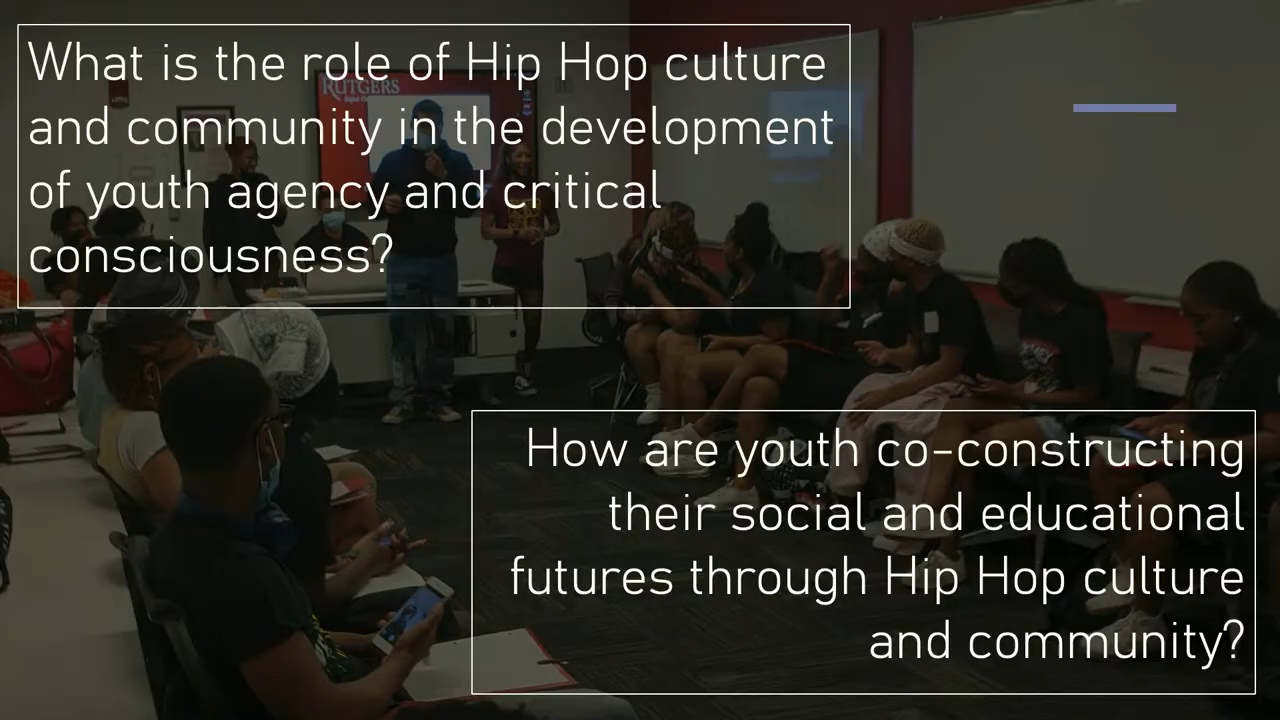 What is the role of Hip Hop culture
and community in the development
of youth agency and critical
consciousness?
RUTGERS
How are youth co-constructing
their social and educational
futures through Hip Hop culture
and community?